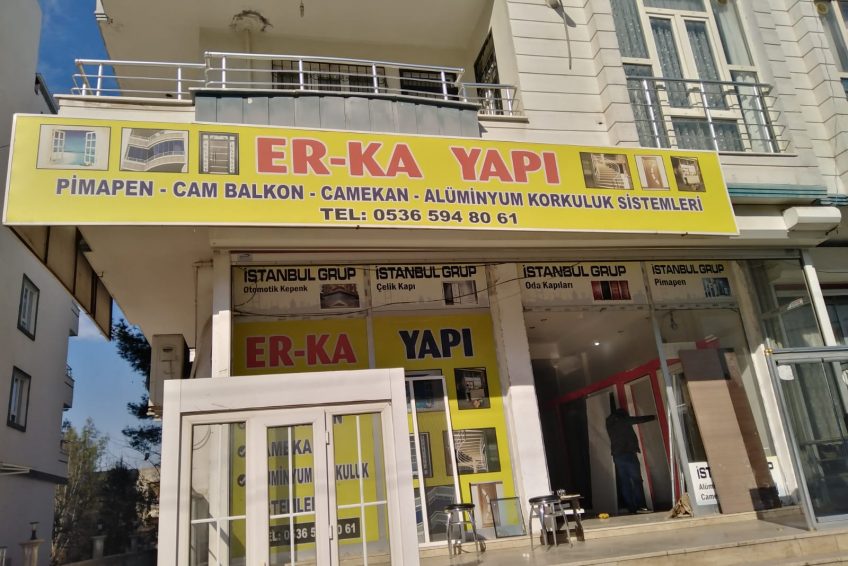 ER-KA YAPI
PİMAPEN - CAM BALKON - CAMEKAN - ALÜMİNYUM KORKULUK SİSTEMLERİ
TEL: 0536 594 80 61
İSTANBUL GRUP
Otomotik Kepenk
İSTANBUL GRUP
Çelik Kapı
İSTANBUL GRUP
Oda Kapıları
İSTANBUL GRUP
Pimapen
ER-KA YAPI